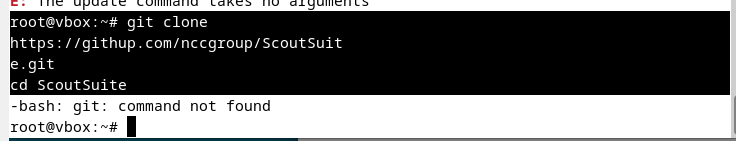 E: The update command takes no arguments
root@vbox:~# git clone
https://githup.com/nccgroup/ScoutSuit
e.git
cd ScoutSuite
-bash: git: command not found
root@vbox:~#